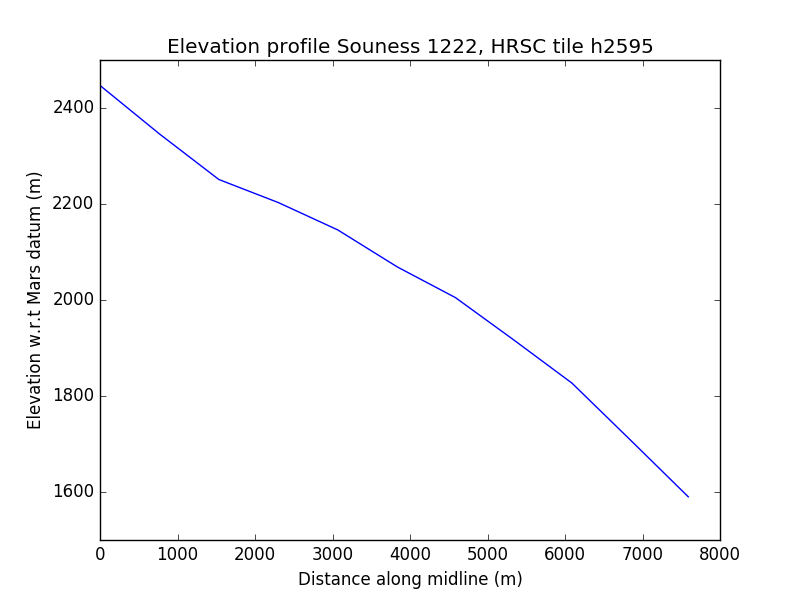 Elevation profile Souness 1222, HRSC tile h2595
2400
2200
2000
1800
1600
Elevation w.r.t Mars datum (m)
0 1000 2000 3000 4000 5000 6000 7000 8000
Distance along midline (m)